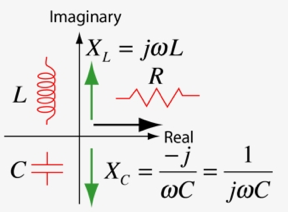 Imaginary
X_L = jωL
R
L
Real
C
X_C = -j/ωC = 1/jωC